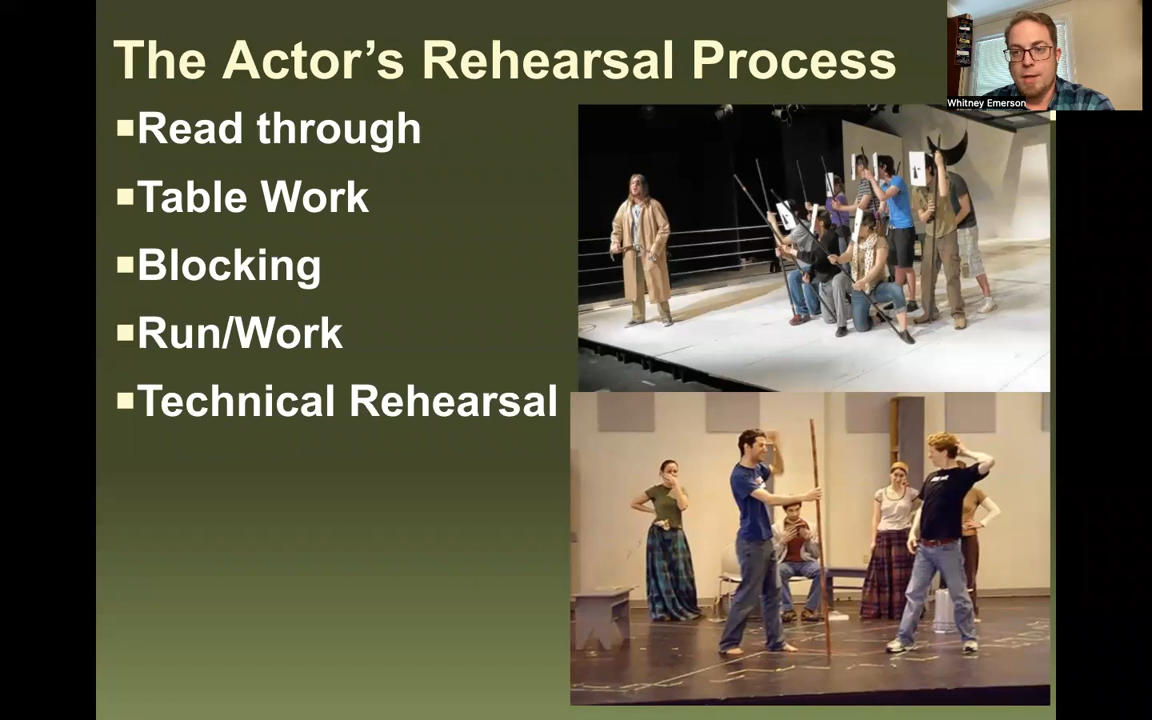 The Actor's Rehearsal Process
Read through
Table Work
Blocking
Run/Work
Technical Rehearsal
Whitney Emerson